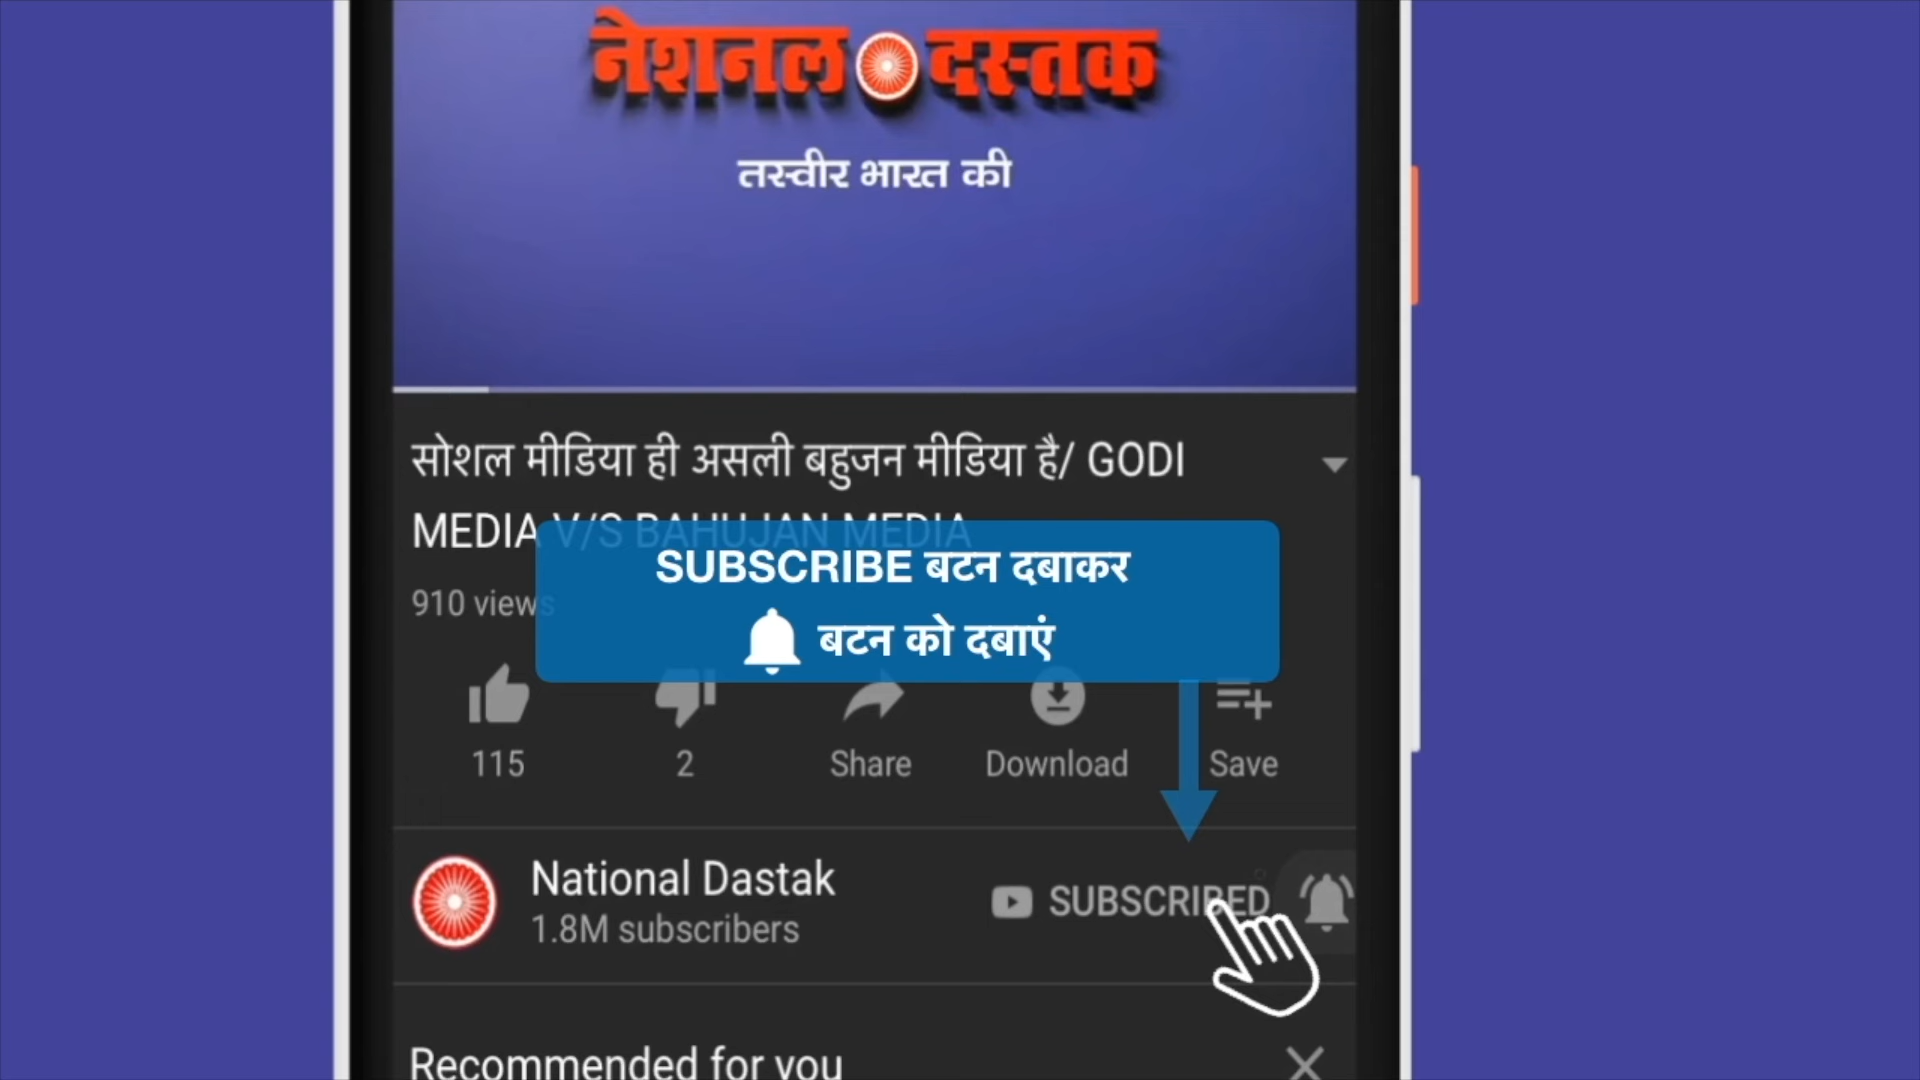 नेशनल दस्तक
तस्वीर भारत की
सोशल मीडिया ही असली बहुजन मीडिया है/ GODI
MEDIA V/S BAHUJAN MEDIA
910 views
SUBSCRIBE बटन दबाकर
बटन को दबाएं
115
2
Share
Download
Save
National Dastak
1.8M subscribers
SUBSCRIBED
Recommended for you